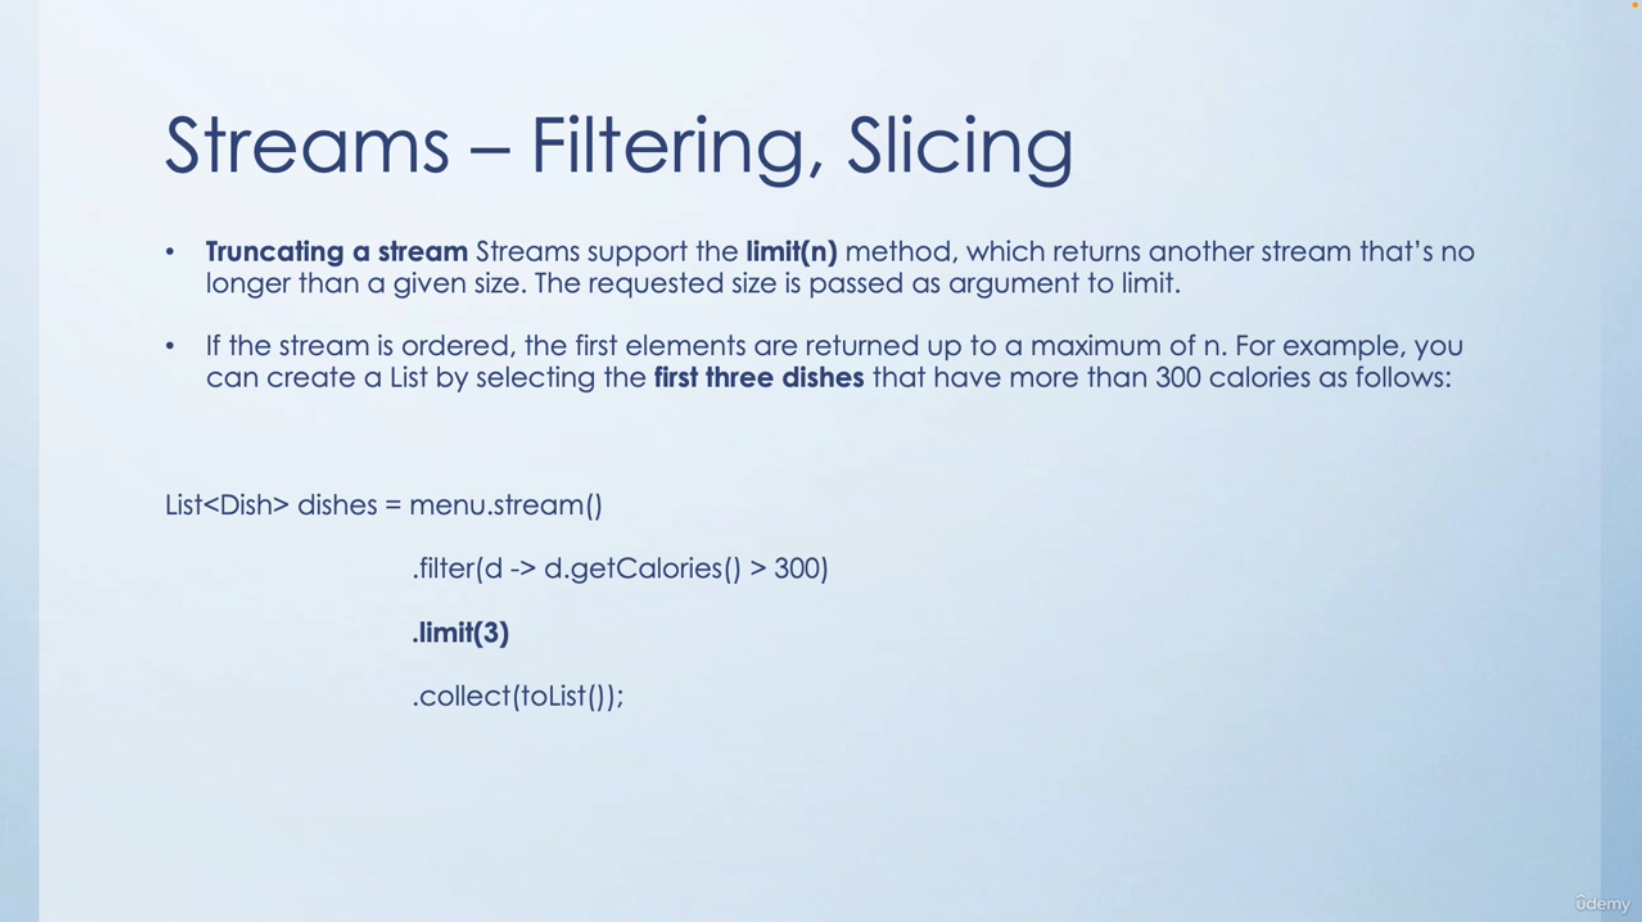 Streams – Filtering, Slicing
• Truncating a stream Streams support the limit(n) method, which returns another stream that’s no
longer than a given size. The requested size is passed as argument to limit.
• If the stream is ordered, the first elements are returned up to a maximum of n. For example, you
can create a List by selecting the first three dishes that have more than 300 calories as follows:
List<Dish> dishes = menu.stream()
.filter(d -> d.getCalories() > 300)
.limit(3)
.collect(toList());
ûdemy